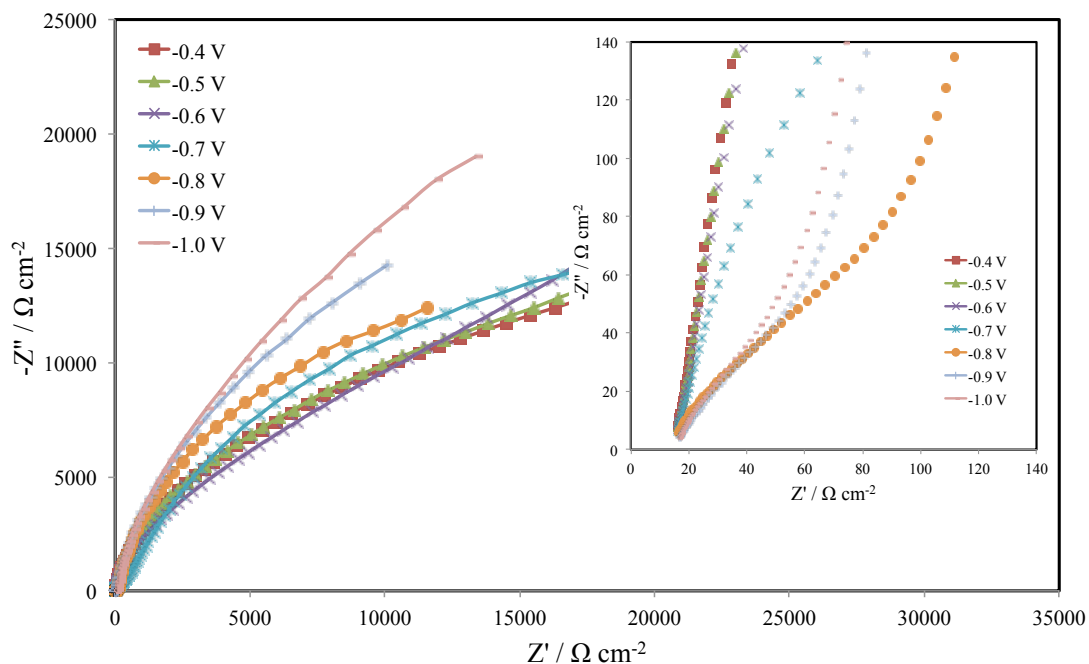 25000
20000
15000
10000
5000
0
-Z'' / Ω cm-2
-0.4 V
-0.5 V
-0.6 V
-0.7 V
-0.8 V
-0.9 V
-1.0 V
0 5000 10000 15000 20000 25000 30000 35000
Z' / Ω cm-2
140
120
100
80
60
40
20
0
-Z'' / Ω cm-2
-0.4 V
-0.5 V
-0.6 V
-0.7 V
-0.8 V
-0.9 V
-1.0 V
0 20 40 60 80 100 120 140
Z' / Ω cm-2